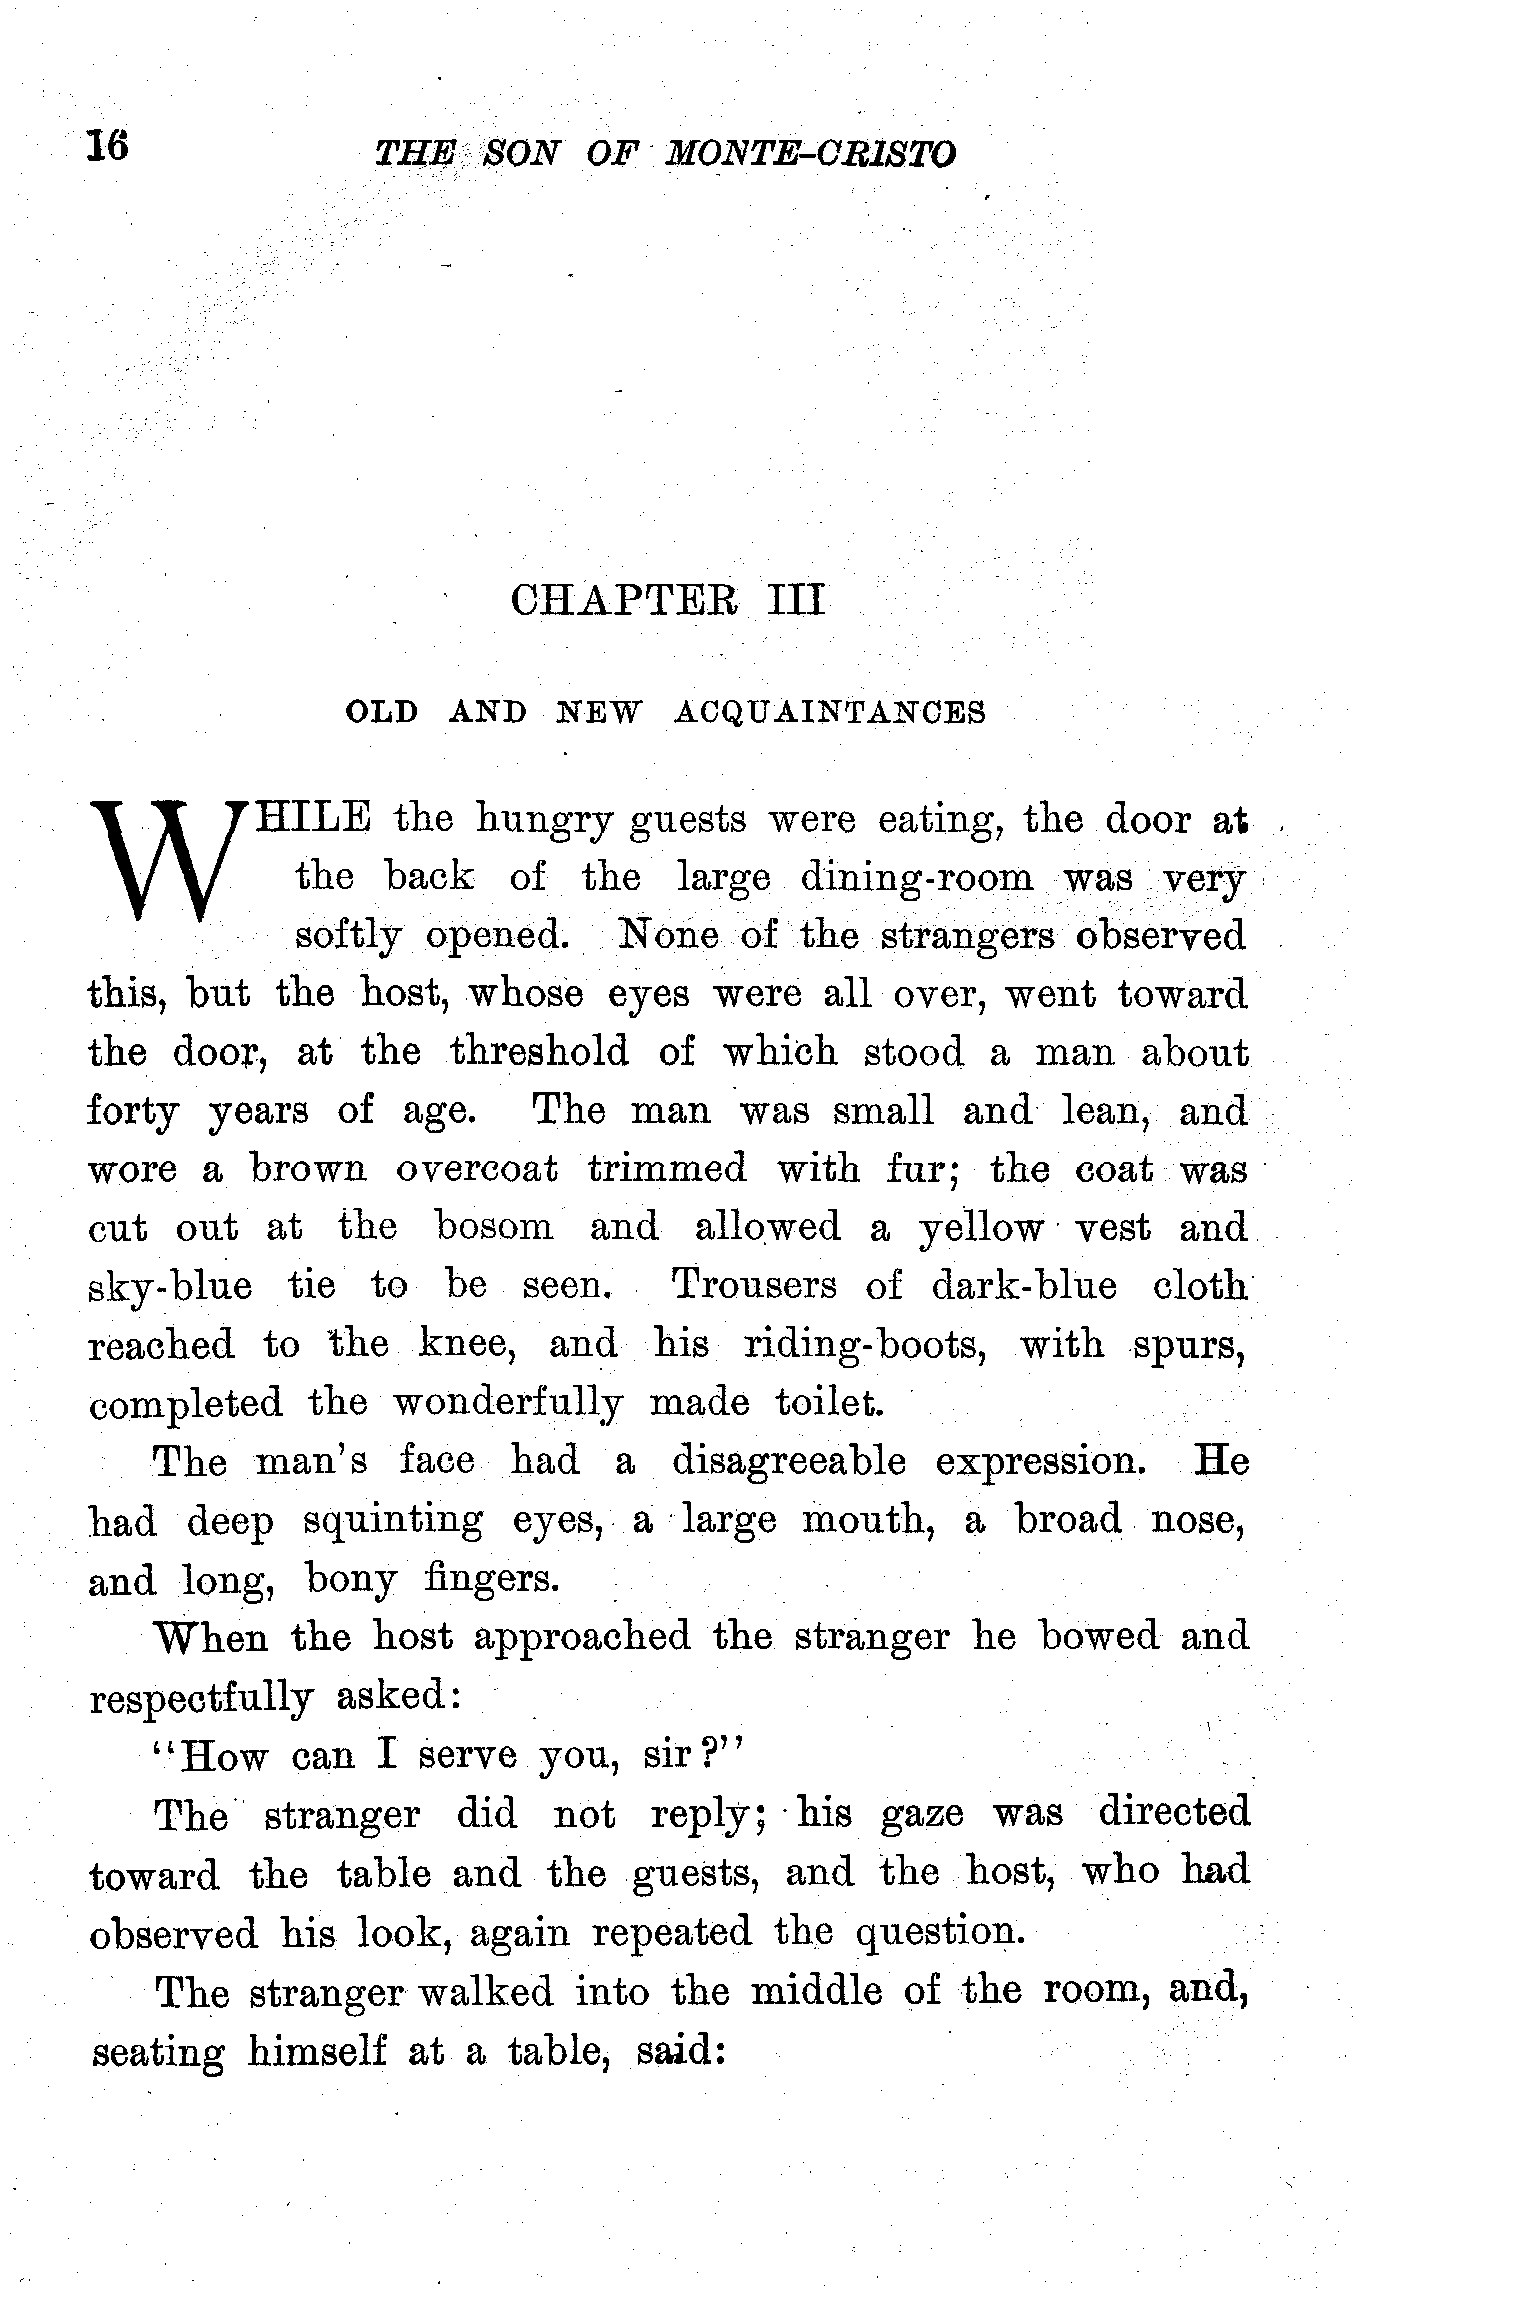 16 THE SON OF MONTE-CRISTO
CHAPTER III
OLD AND NEW ACQUAINTANCES
WHILE the hungry guests were eating, the door at
the back of the large dining-room was very
softly opened. None of the strangers observed
this, but the host, whose eyes were all over, went toward
the door, at the threshold of which stood a man about
forty years of age. The man was small and lean, and
wore a brown overcoat trimmed with fur; the coat was
cut out at the bosom and allowed a yellow vest and
sky-blue tie to be seen. Trousers of dark-blue cloth
reached to the knee, and his riding-boots, with spurs,
completed the wonderfully made toilet.
The man's face had a disagreeable expression. He
had deep squinting eyes, a large mouth, a broad nose,
and long, bony fingers.
When the host approached the stranger he bowed and
respectfully asked:
"How can I serve you, sir?"
The stranger did not reply; his gaze was directed
toward the table and the guests, and the host, who had
observed his look, again repeated the question.
The stranger walked into the middle of the room, and,
seating himself at a table, said: